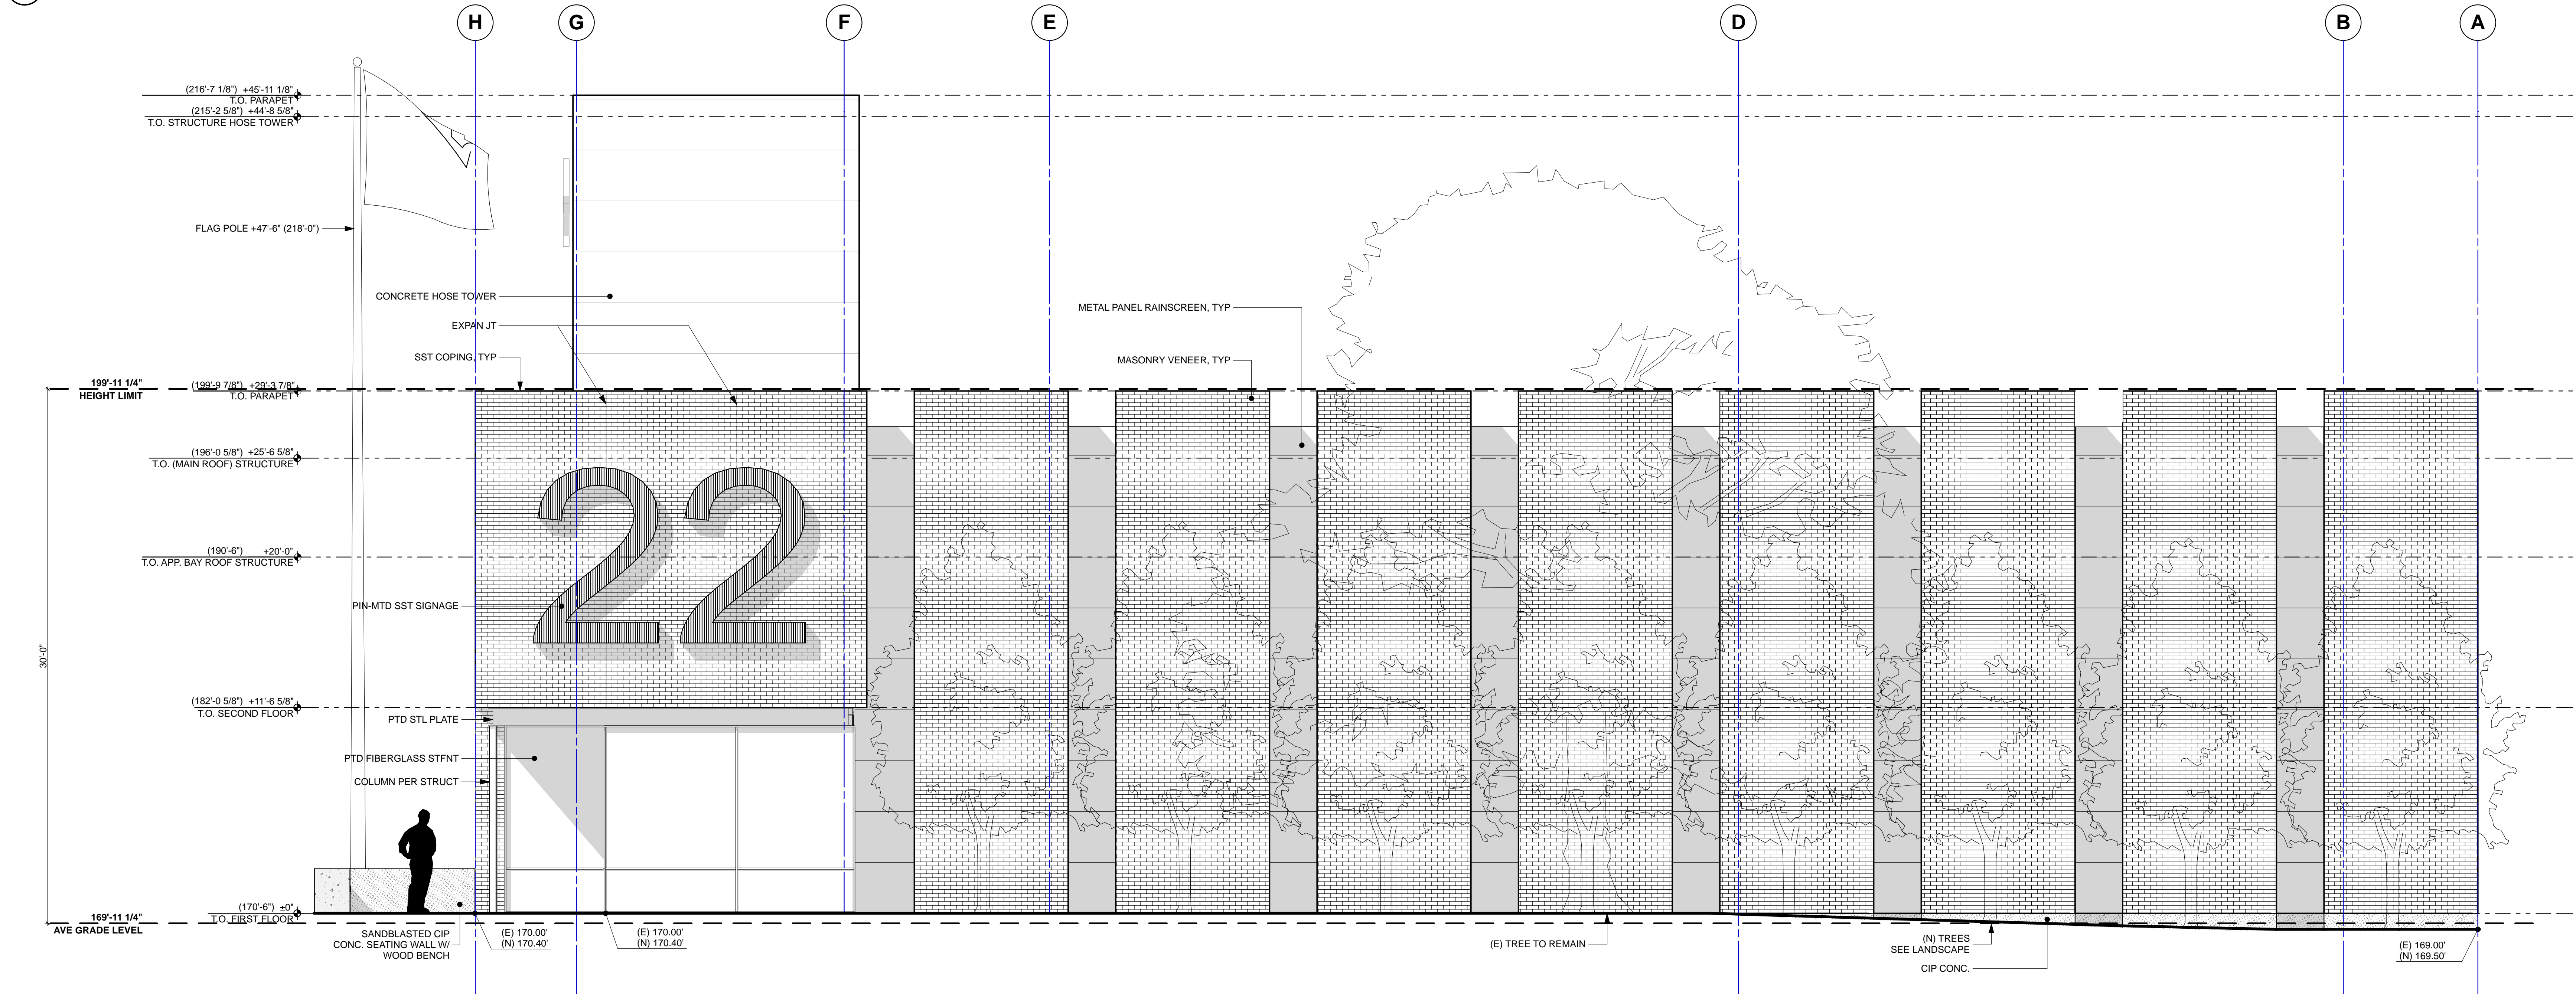 H
G
F
E
D
B
A
(216'-7 1/8") +45'-11 1/8"
T.O. PARAPET
(215'-2 5/8") +44'-8 5/8"
T.O. STRUCTURE HOSE TOWER
FLAG POLE +47'-6" (218'-0")
CONCRETE HOSE TOWER
EXPAN JT
SST COPING, TYP
METAL PANEL RAINSCREEN, TYP
MASONRY VENEER, TYP
199'-11 1/4"
HEIGHT LIMIT
(199'-9 7/8") +29'-3 7/8"
T.O. PARAPET
(196'-0 5/8") +25'-6 5/8"
T.O. (MAIN ROOF) STRUCTURE
22
(190'-6") +20'-0"
T.O. APP. BAY ROOF STRUCTURE
PIN-MTD SST SIGNAGE
30'-0"
(182'-0 5/8") +11'-6 5/8"
T.O. SECOND FLOOR
PTD STL PLATE
PTD FIBERGLASS STFNT
COLUMN PER STRUCT
(170'-6") ±0"
T.O. FIRST FLOOR
169'-11 1/4"
AVE GRADE LEVEL
SANDBLASTED CIP
CONC. SEATING WALL W/
WOOD BENCH
(E) 170.00'
(N) 170.40'
(E) 170.00'
(N) 170.40'
(E) TREE TO REMAIN
(N) TREES
SEE LANDSCAPE
CIP CONC.
(E) 169.00'
(N) 169.50'